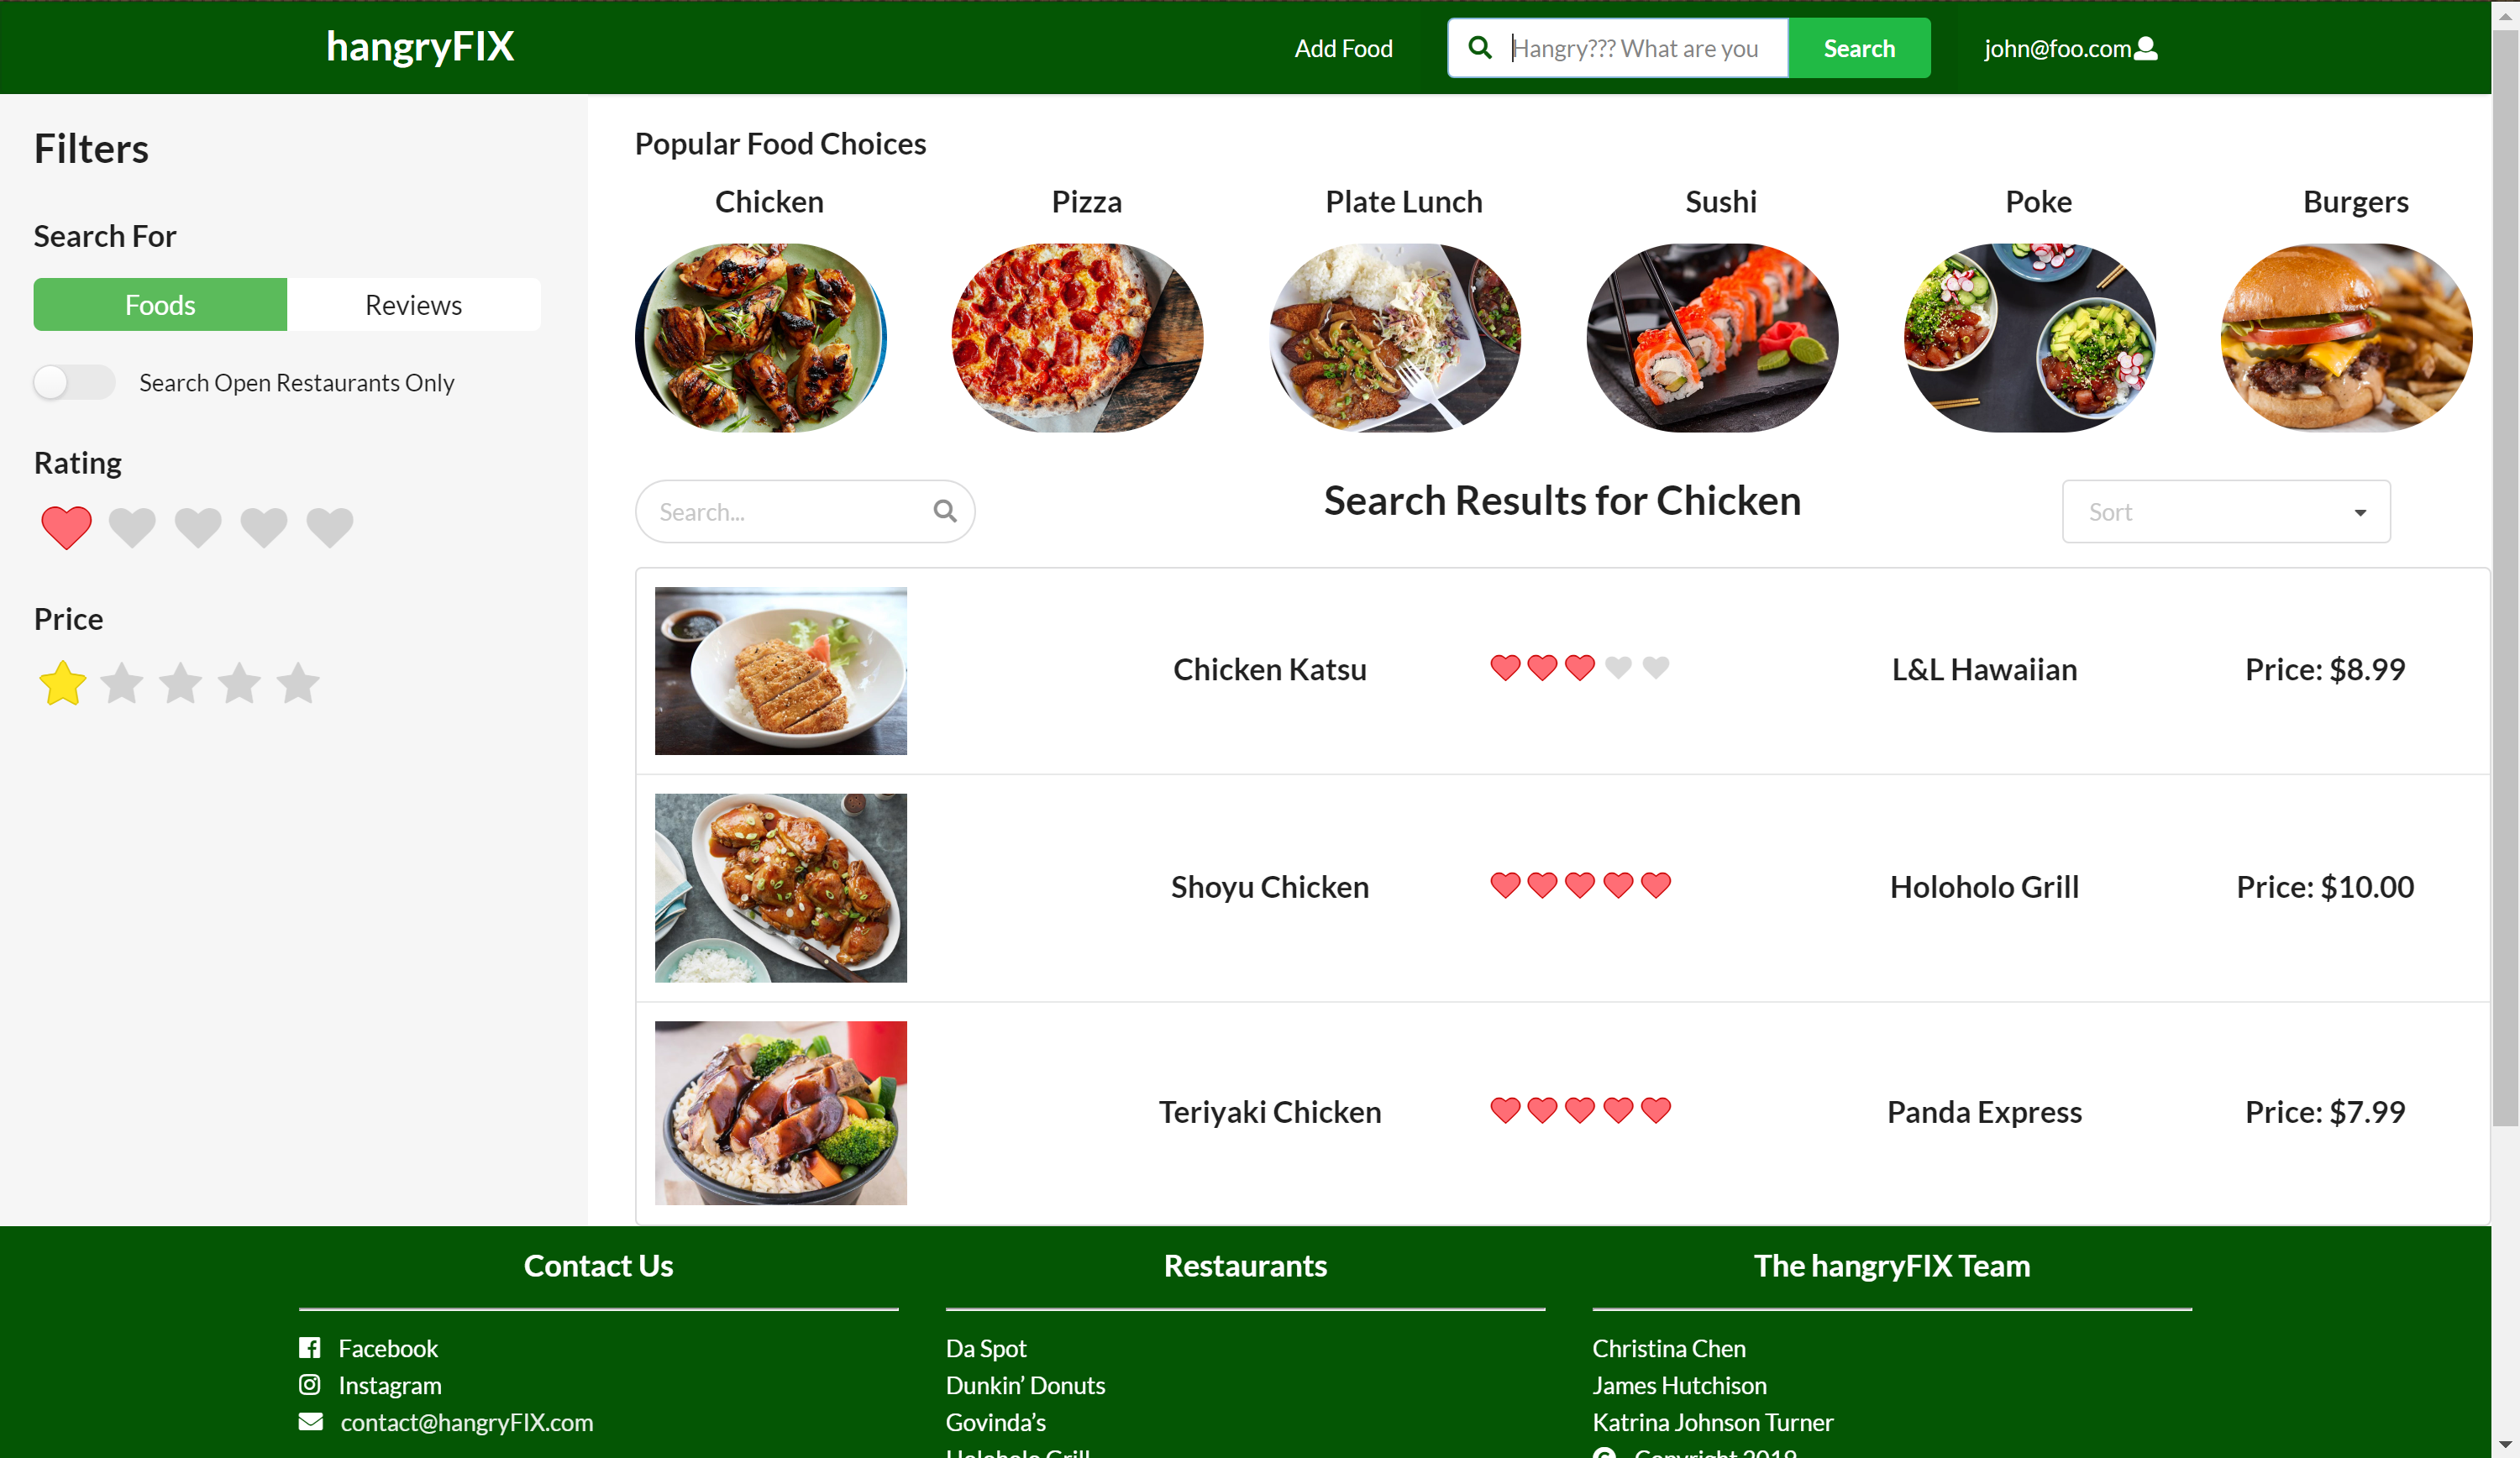 hangryFIX
Add Food
Hangry??? What are you
Search
john@foo.com
Filters
Search For
Foods
Reviews
Search Open Restaurants Only
Rating
Price
Popular Food Choices
Chicken
Pizza
Plate Lunch
Sushi
Poke
Burgers
Search...
Search Results for Chicken
Sort
Chicken Katsu
L&L Hawaiian
Price: $8.99
Shoyu Chicken
Holoholo Grill
Price: $10.00
Teriyaki Chicken
Panda Express
Price: $7.99
Contact Us
Facebook
Instagram
contact@hangryFIX.com
Restaurants
Da Spot
Dunkin’ Donuts
Govinda’s
Holoholo Grill
The hangryFIX Team
Christina Chen
James Hutchison
Katrina Johnson Turner
Copyright 2019